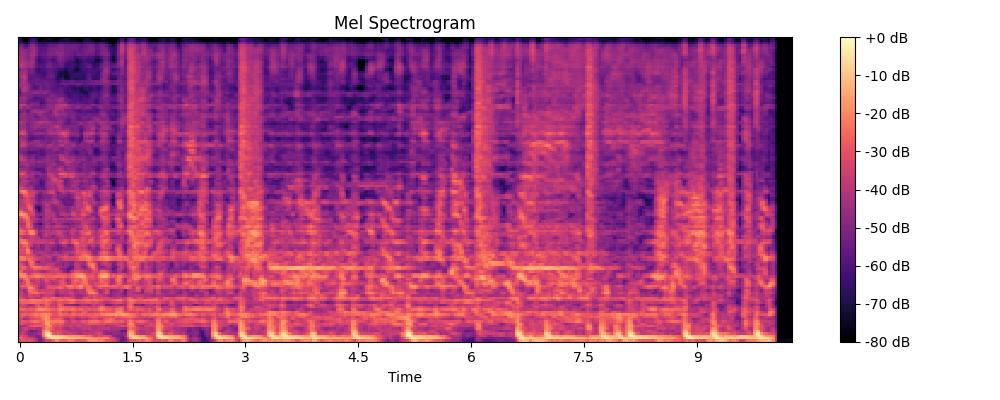 Mel Spectrogram
+0 dB
-10 dB
-20 dB
-30 dB
-40 dB
-50 dB
-60 dB
-70 dB
-80 dB
0 1.5 3 4.5 6 7.5 9
Time